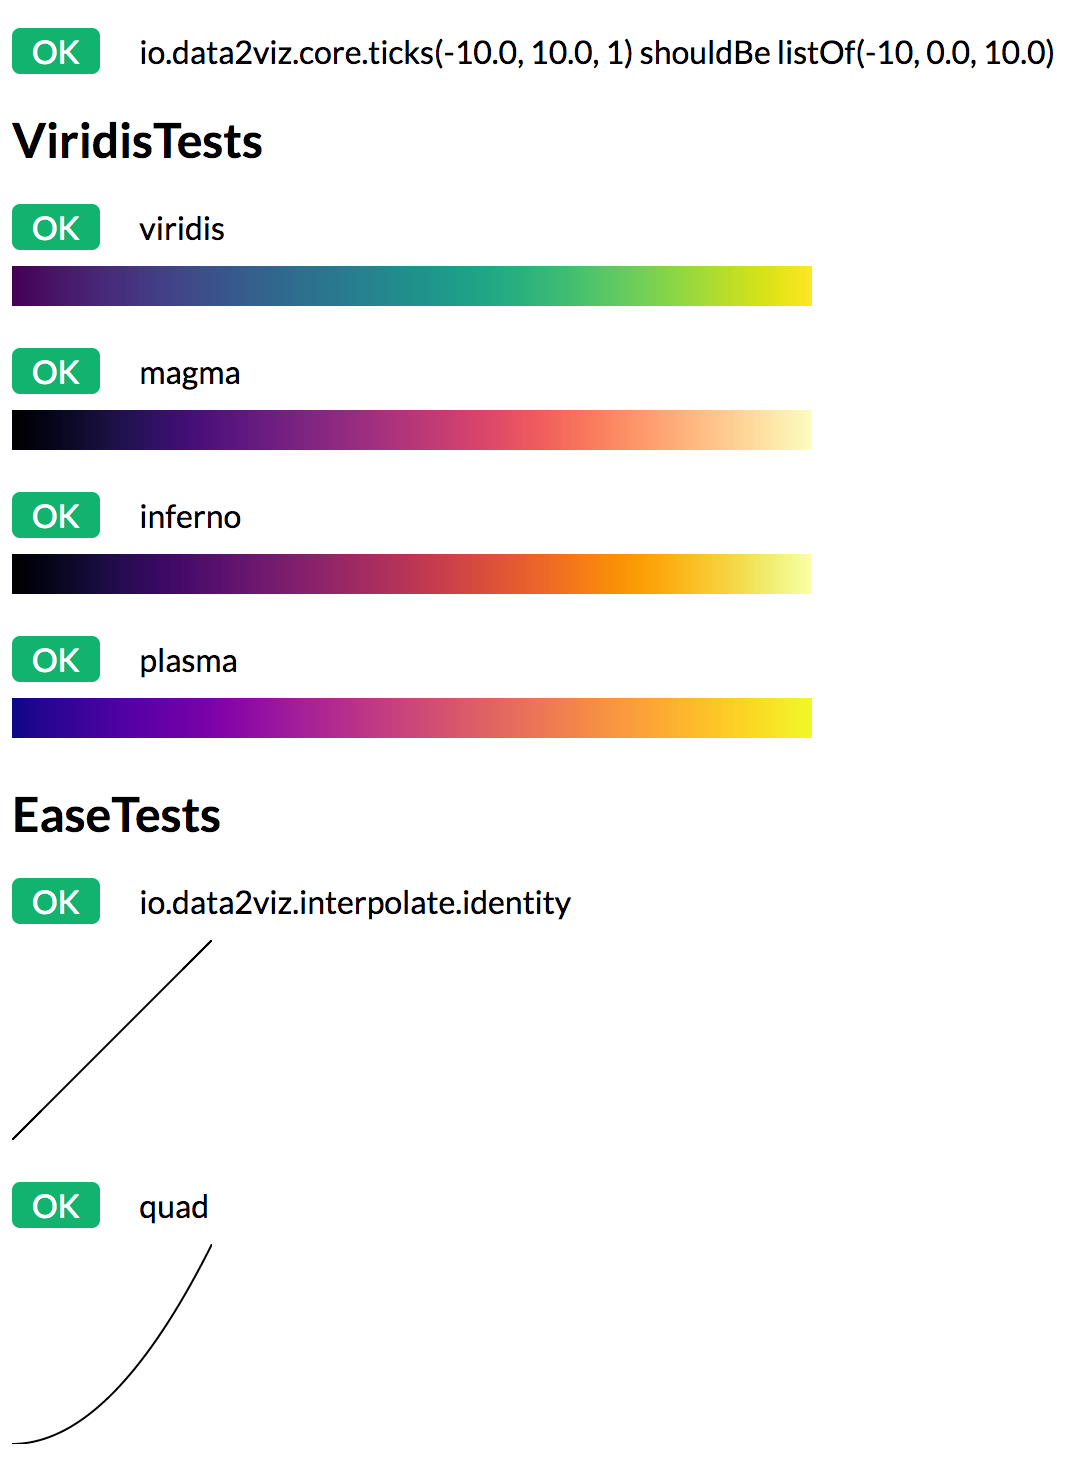 OK io.data2viz.core.ticks(-10.0, 10.0, 1) shouldBe listOf(-10, 0.0, 10.0)
ViridisTests
OK viridis
OK magma
OK inferno
OK plasma
EaseTests
OK io.data2viz.interpolate.identity
OK quad